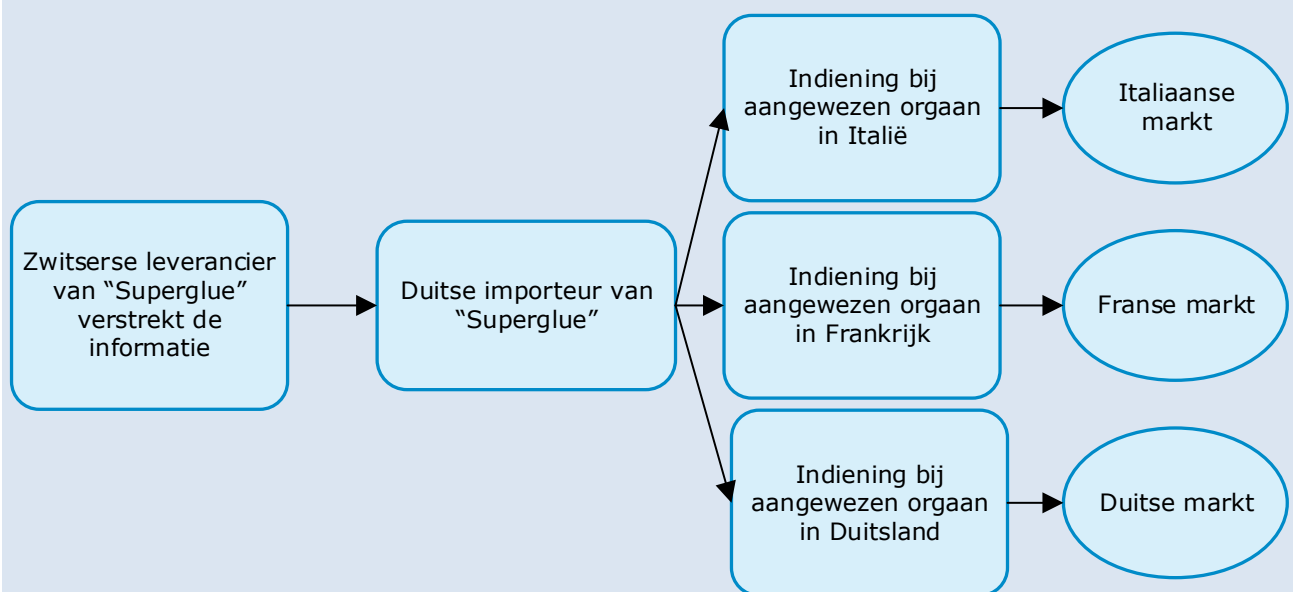 Zwitserse leverancier
van “Superglue”
verstrekt de
informatie
Duitse importeur van
“Superglue”
Indiening bij
aangewezen orgaan
in Italië
Italiaanse
markt
Indiening bij
aangewezen orgaan
in Frankrijk
Franse markt
Indiening bij
aangewezen orgaan
in Duitsland
Duitse markt